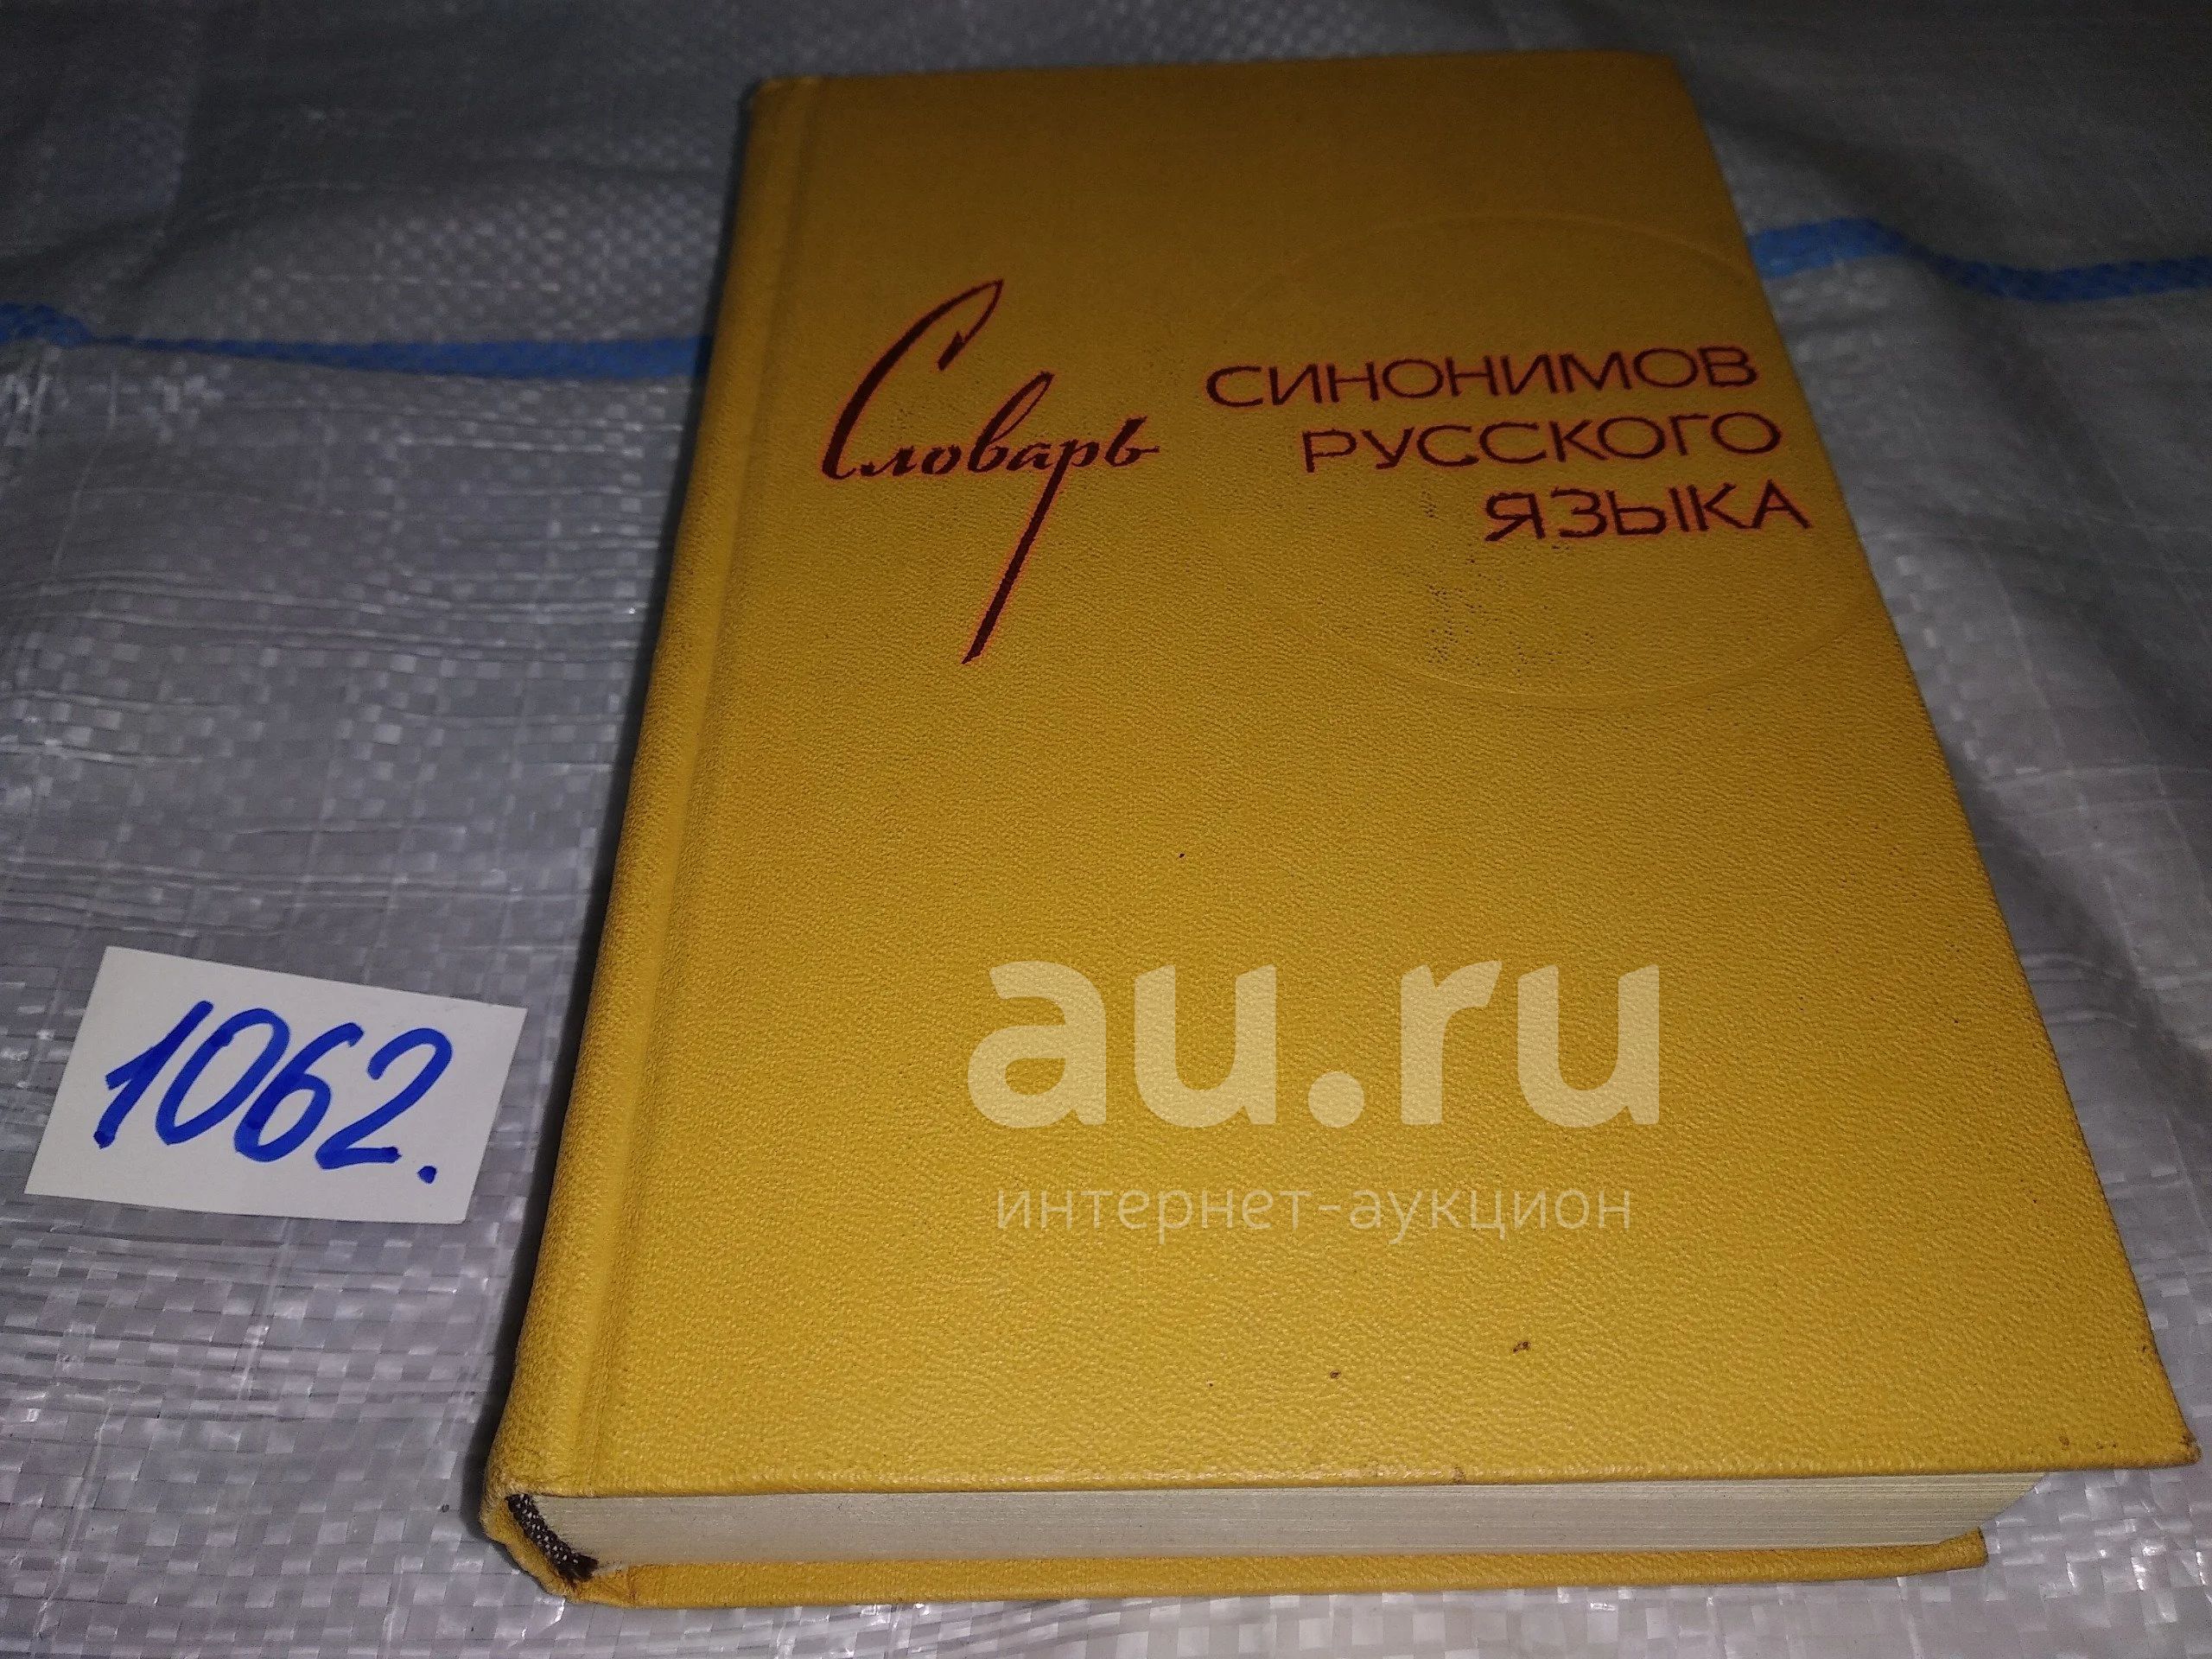 Словарь
СИНОНИМОВ
РУССКОГО
ЯЗЫКА
1062.
au.ru
интернет-аукцион